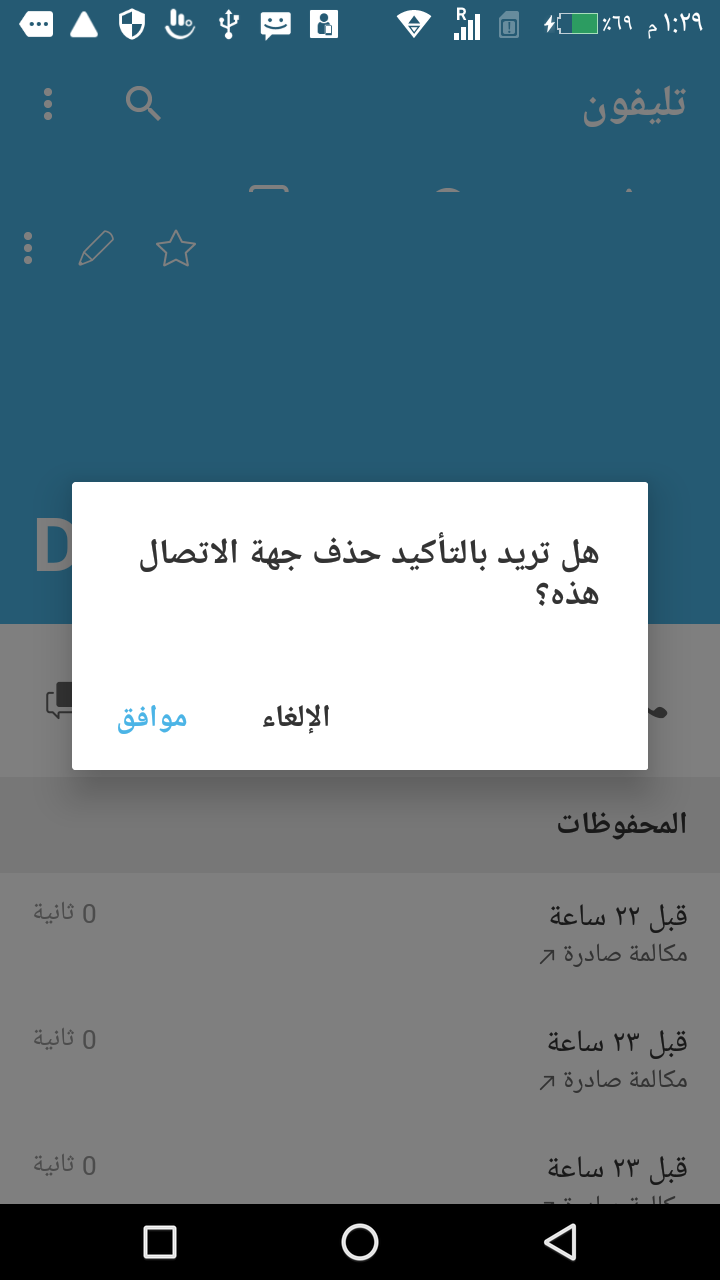 ١:٢٩ م ٪٦٩
R
تليفون
D
هل تريد بالتأكيد حذف جهة الاتصال
هذه؟
الإلغاء
موافق
المحفوظات
قبل ٢٢ ساعة
0 ثانية
مكالمة صادرة
قبل ٢٣ ساعة
0 ثانية
مكالمة صادرة
قبل ٢٣ ساعة
0 ثانية